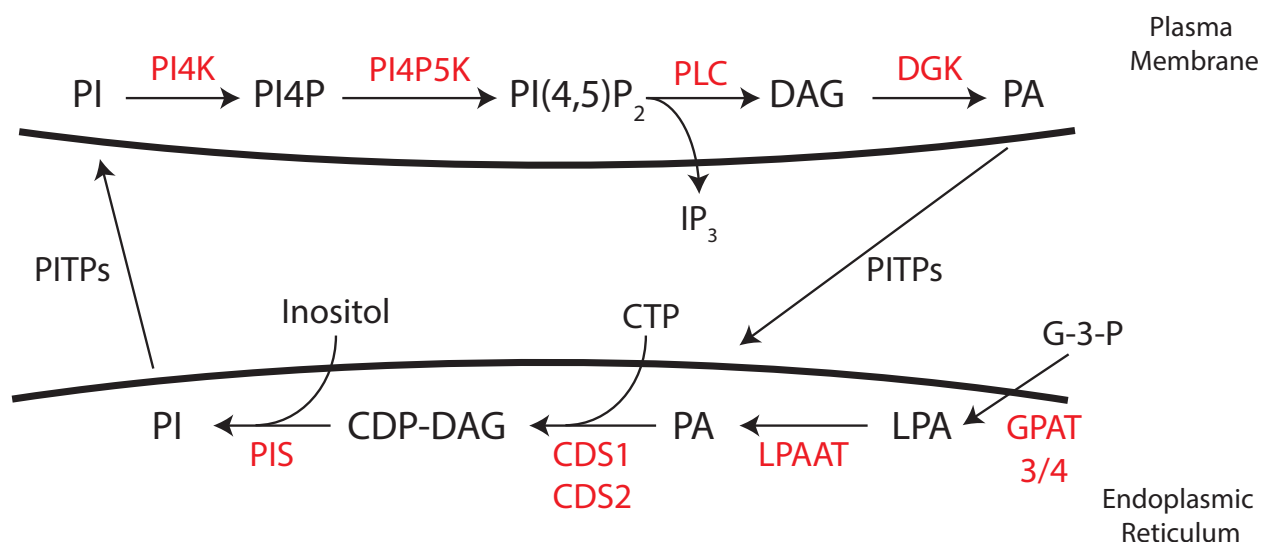 Plasma
Membrane
PI4K
PI4P5K
PLC
DGK
PI
PI4P
PI(4,5)P2
DAG
PA
IP3
PITPs
PITPs
Inositol
CTP
G-3-P
PI
CDP-DAG
PA
LPA
PIS
CDS1
CDS2
LPAAT
GPAT
3/4
Endoplasmic
Reticulum